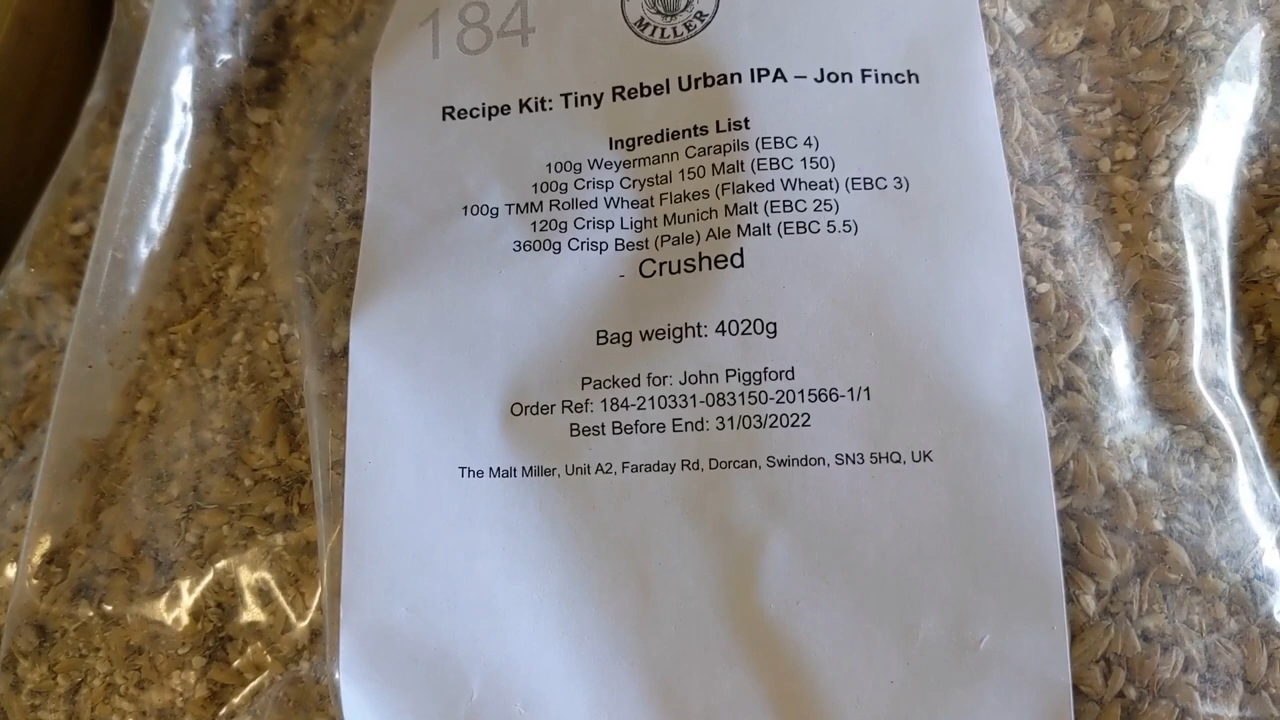 184
MILLER
Recipe Kit: Tiny Rebel Urban IPA – Jon Finch
Ingredients List
100g Weyermann Carapils (EBC 4)
100g Crisp Crystal 150 Malt (EBC 150)
100g TMM Rolled Wheat Flakes (Flaked Wheat) (EBC 3)
120g Crisp Light Munich Malt (EBC 25)
3600g Crisp Best (Pale) Ale Malt (EBC 5.5)
- Crushed
Bag weight: 4020g
Packed for: John Piggford
Order Ref: 184-210331-083150-201566-1/1
Best Before End: 31/03/2022
The Malt Miller, Unit A2, Faraday Rd, Dorcan, Swindon, SN3 5HQ, UK